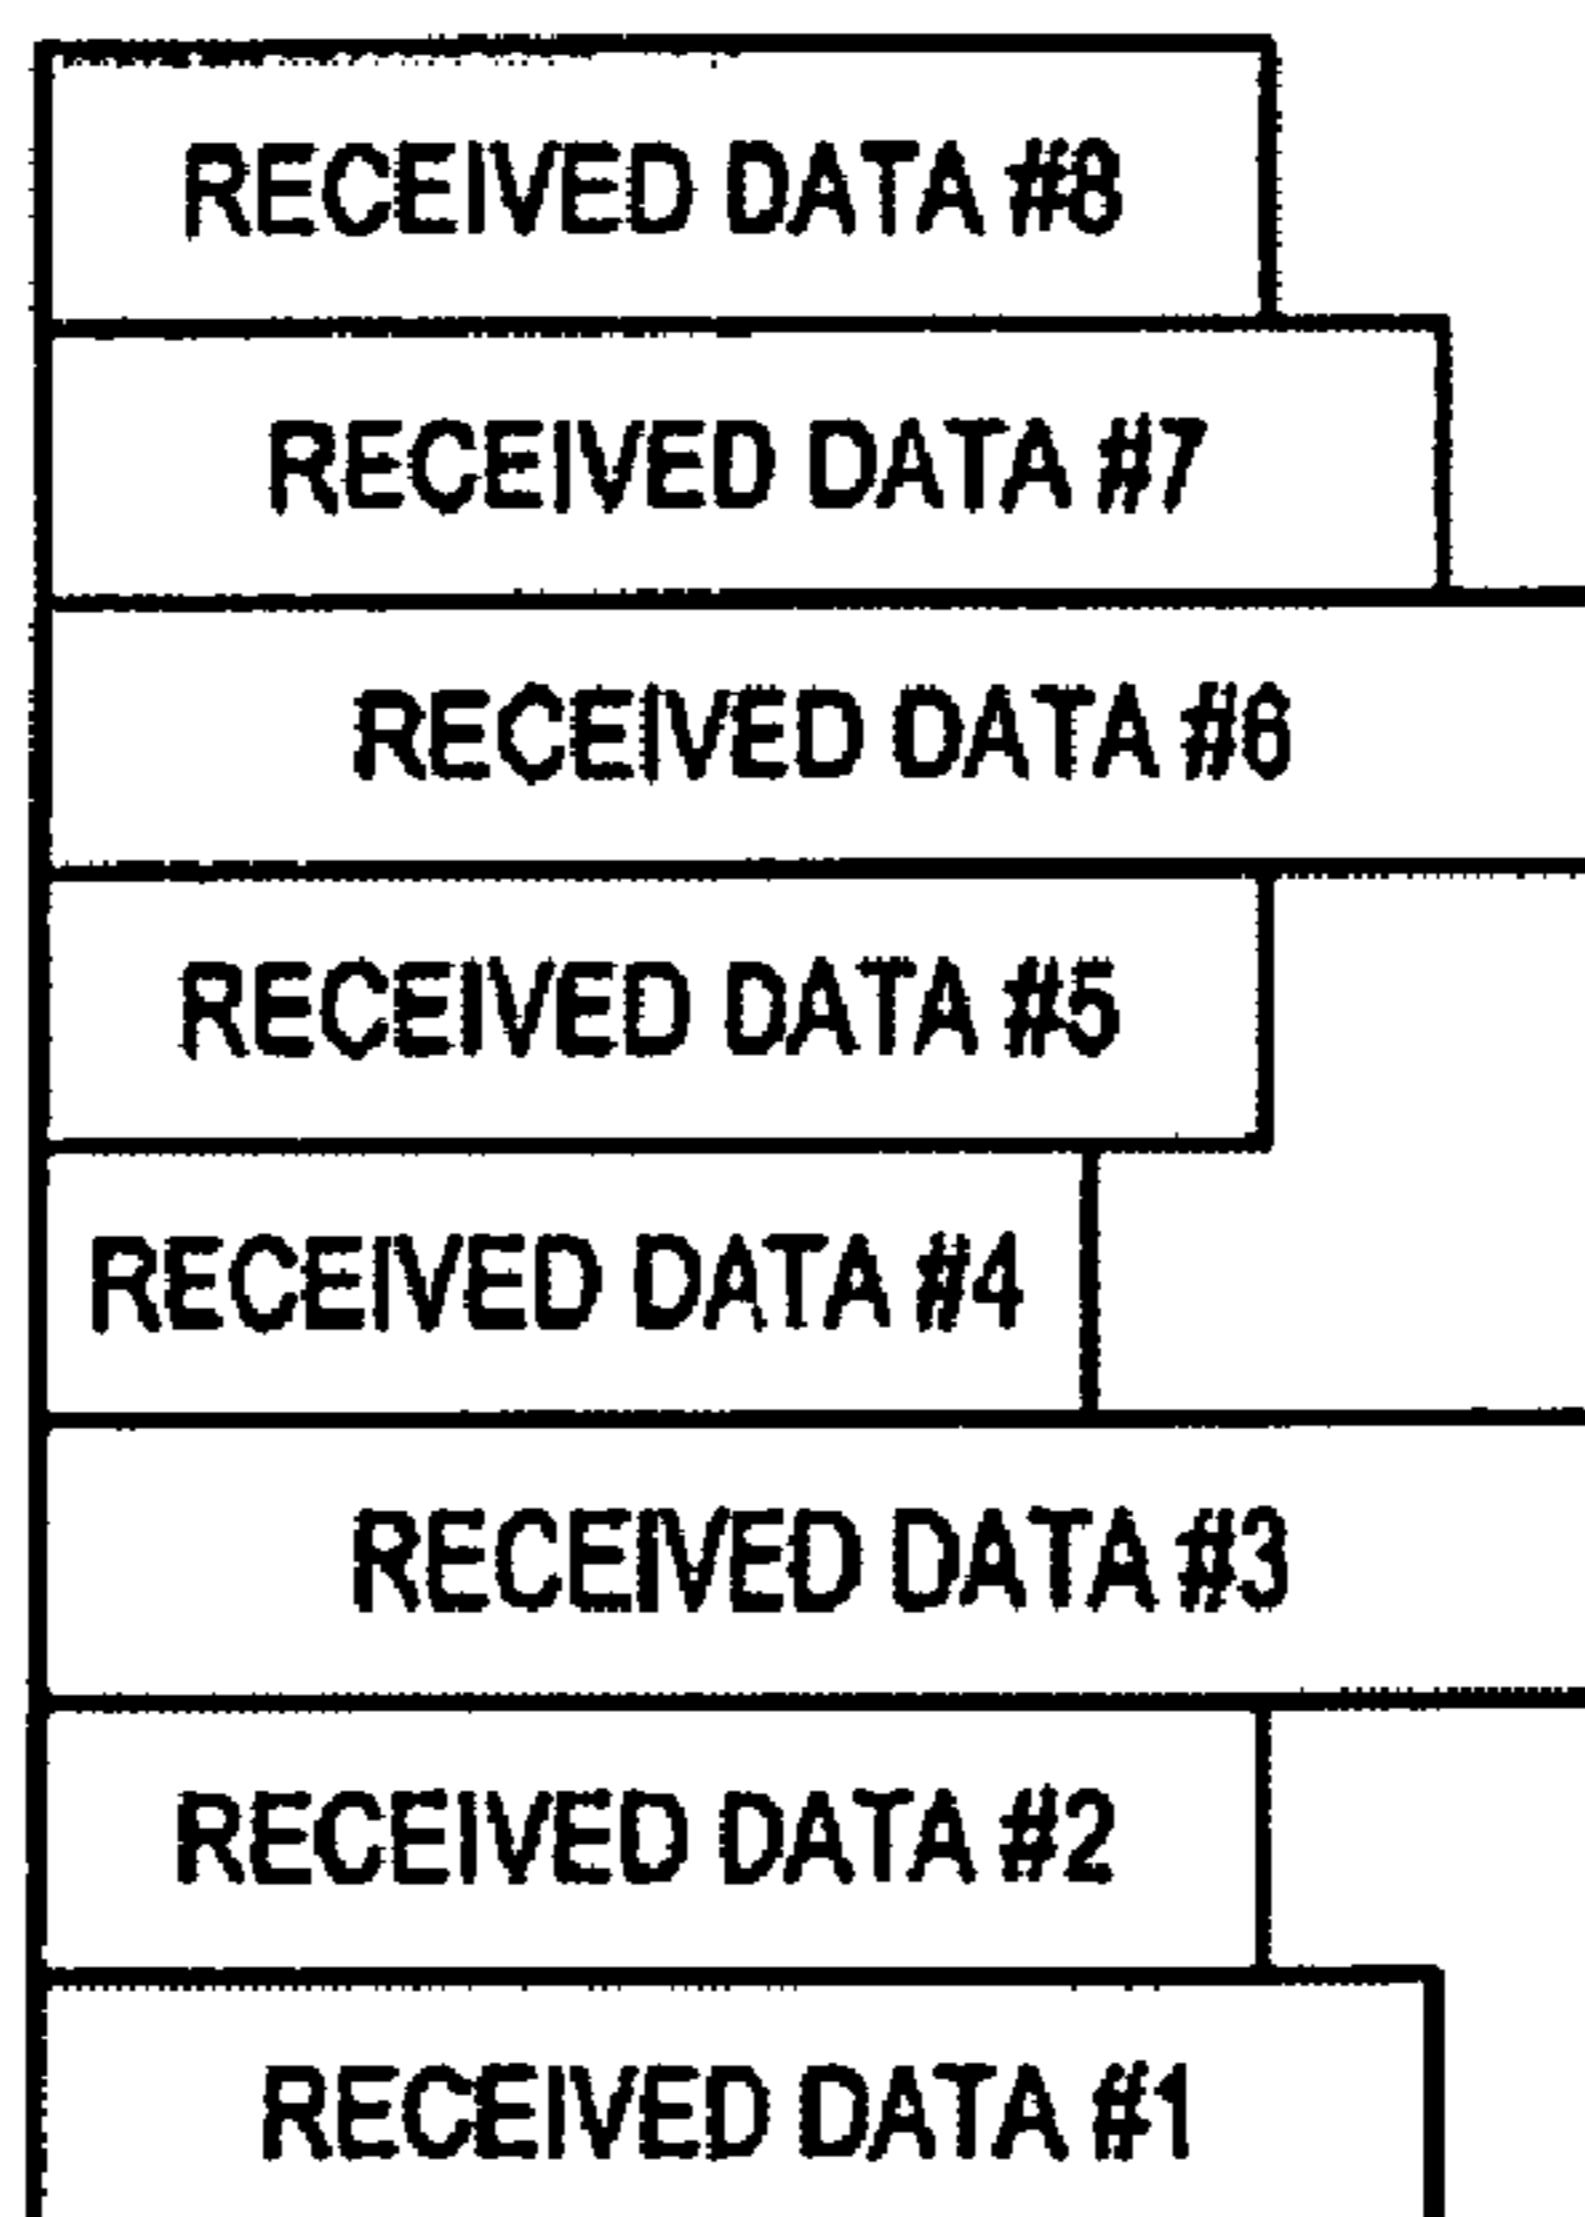 RECEIVED DATA #8
RECEIVED DATA #7
RECEIVED DATA #6
RECEIVED DATA #5
RECEIVED DATA #4
RECEIVED DATA #3
RECEIVED DATA #2
RECEIVED DATA #1